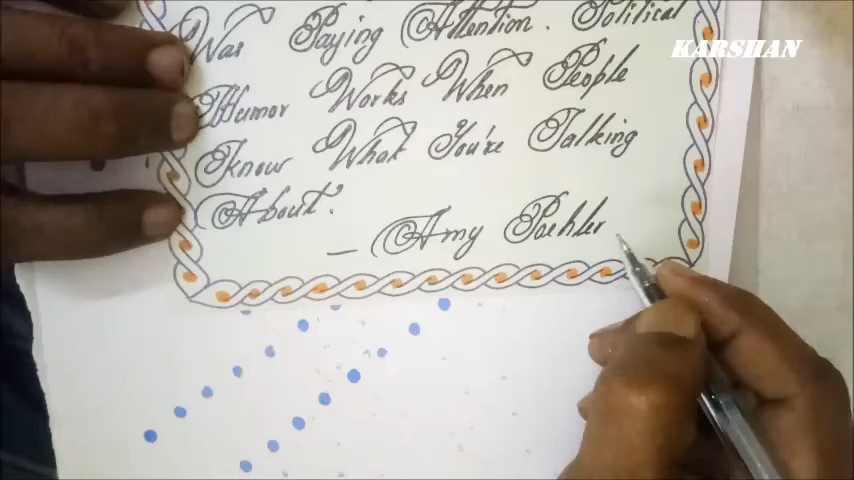 Was Paying Attention. Political
KARSHAN
Humor Works When People
Know What You're Talking
About.
— Amy Poehler